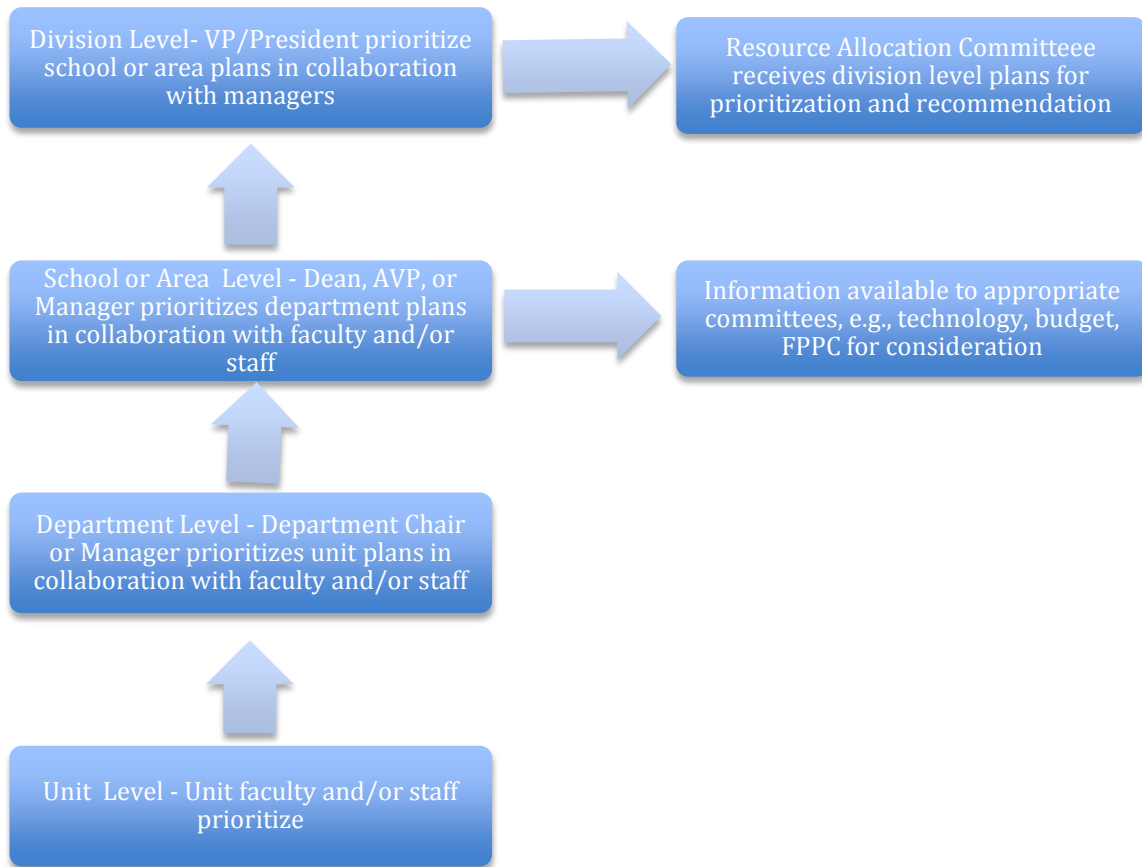 Division Level- VP/President prioritize
school or area plans in collaboration
with managers
Resource Allocation Committeee
receives division level plans for
prioritization and recommendation
School or Area  Level - Dean, AVP, or
Manager prioritizes department plans
in collaboration with faculty and/or
staff
Information available to appropriate
committees, e.g., technology, budget,
FPPC for consideration
Department Level - Department Chair
or Manager prioritizes unit plans in
collaboration with faculty and/or staff
Unit  Level - Unit faculty and/or staff
prioritize